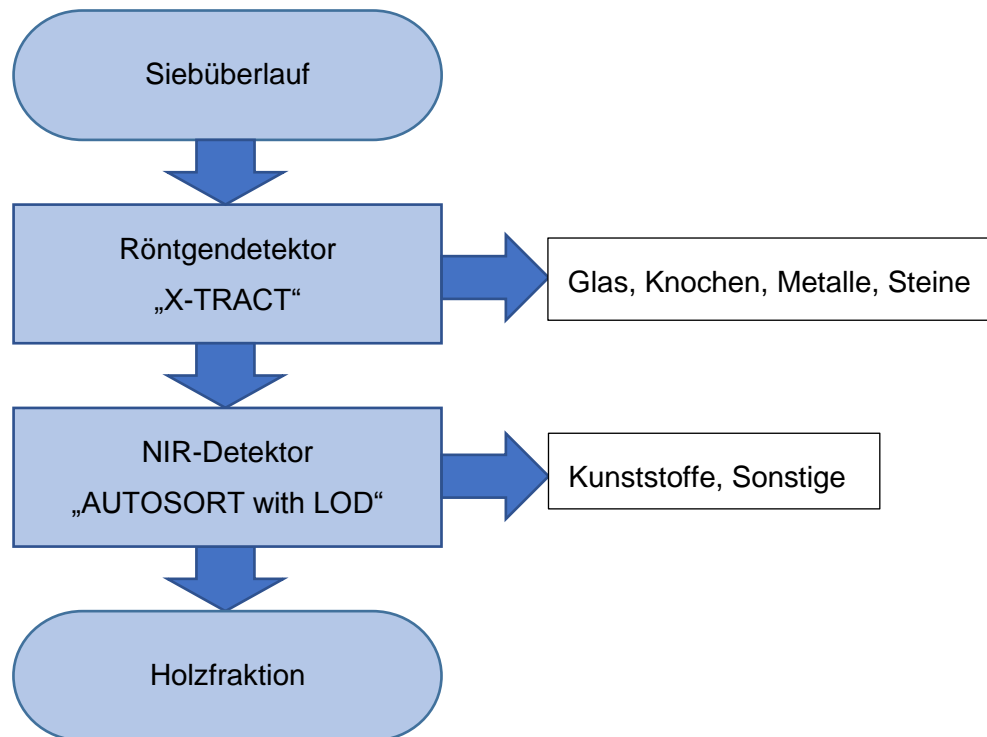 Siebüberlauf
Röntgendetektor
„X-TRACT“
Glas, Knochen, Metalle, Steine
NIR-Detektor
„AUTOSORT with LOD“
Kunststoffe, Sonstige
Holzfraktion